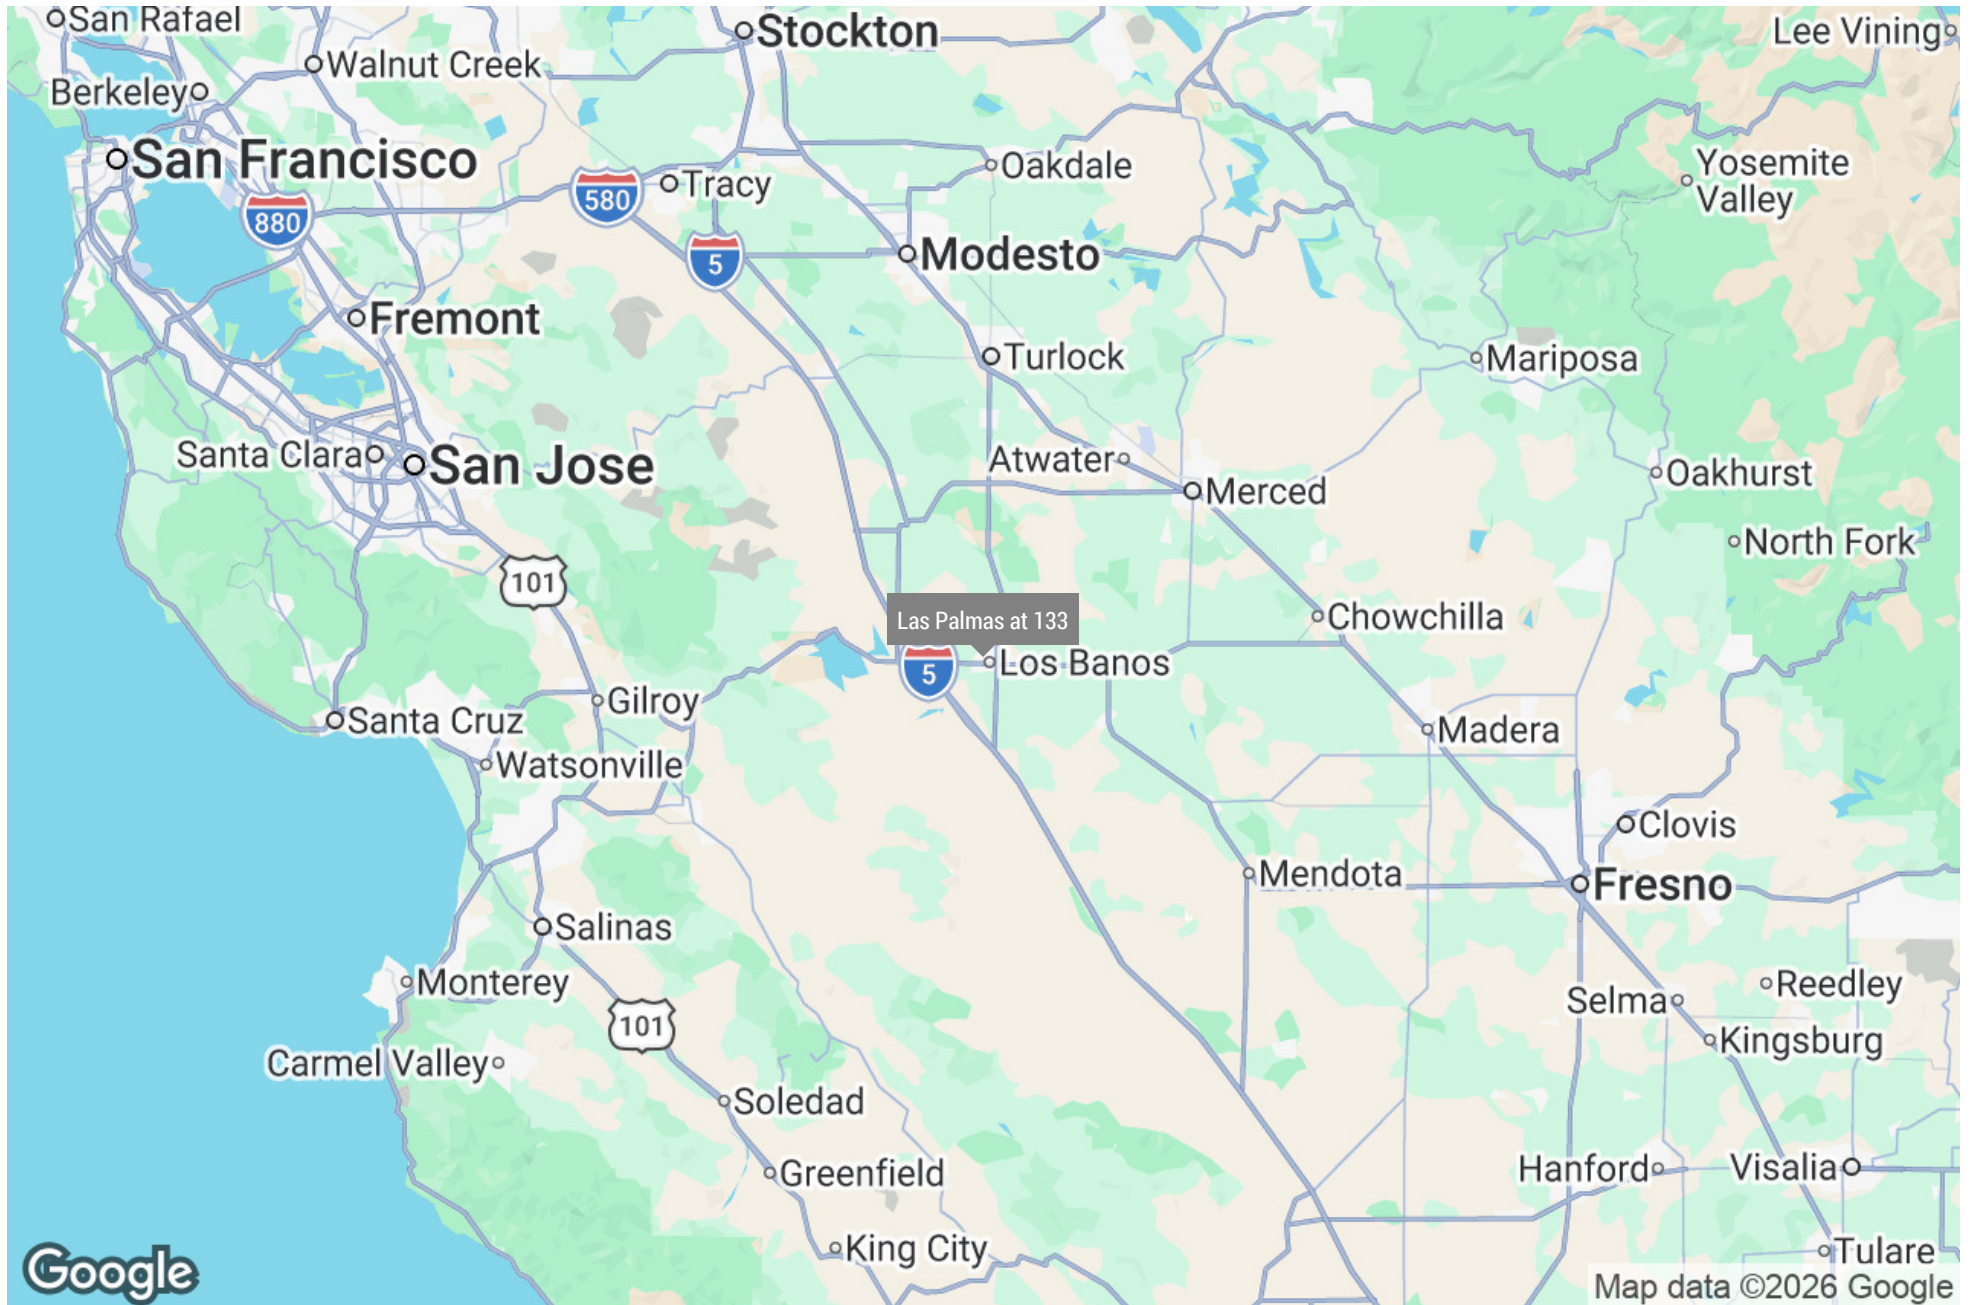 San Rafael
Stockton
Lee Vining
Walnut Creek
Berkeley
San Francisco
Oakdale
Yosemite
Valley
580
Tracy
880
5
Modesto
Fremont
Turlock
Mariposa
Santa Clara
San Jose
Atwater
Merced
Oakhurst
North Fork
101
Las Palmas at 133
Chowchilla
5
Los Banos
Gilroy
Santa Cruz
Madera
Watsonville
Clovis
Mendota
Fresno
Salinas
Monterey
Reedley
Selma
101
Kingsburg
Carmel Valley
Soledad
Hanford
Visalia
Greenfield
King City
Tulare
Google
Map data ©2026 Google